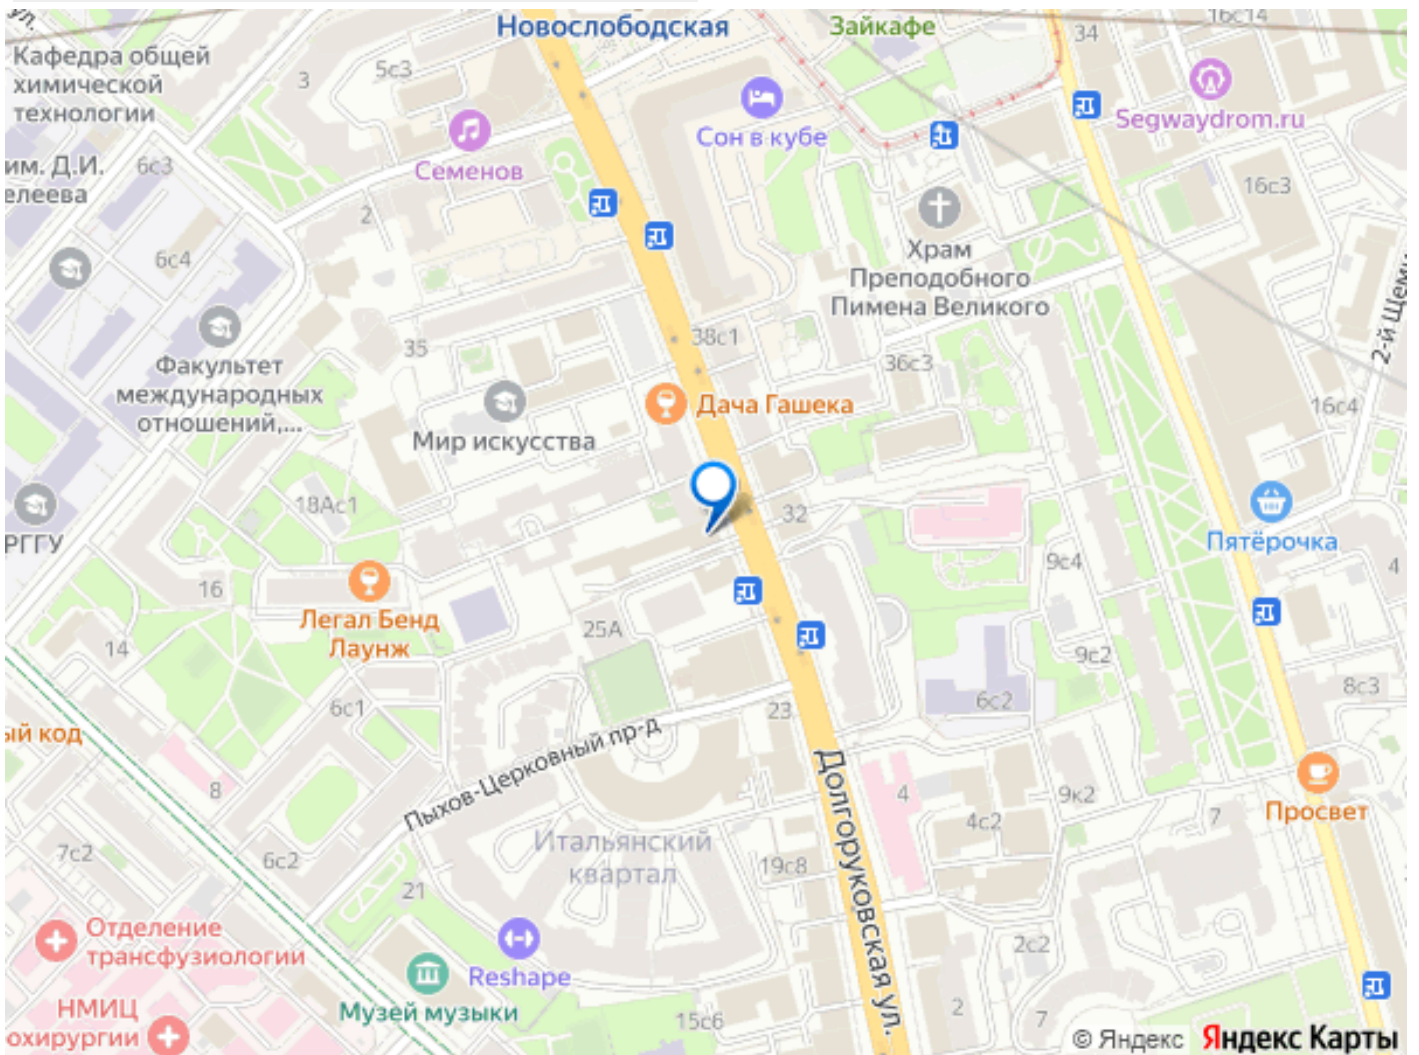 ул.
Новослободская
Зайкафе
16с14
34
Кафедра общей
химической
технологии
им. Д.И.
елеева
3
5с3
6с3
Семенов
Сон в кубе
Segwaydrom.ru
16с3
2
6с4
Храм
Преподобного
Пимена Великого
2-й Щеми
38с1
35
36с3
Факультет
международных
отношений,...
Мир искусства
Дача Гашека
16с4
18Ас1
32
РГГУ
Пятёрочка
9с4
4
16
Легал Бенд
Лаунж
25А
14
9с2
8с3
6с1
6с2
23
ый код
Пыхов-Церковный пр-д
Долгоруковская ул.
8
4
9к2
4с2
7
Просвет
Итальянский
квартал
7с2
6с2
21
19с8
Отделение
трансфузиологии
Reshape
2с2
НМИЦ
охирургии
Музей музыки
15с6
2
7
© Яндекс Яндекс Карты